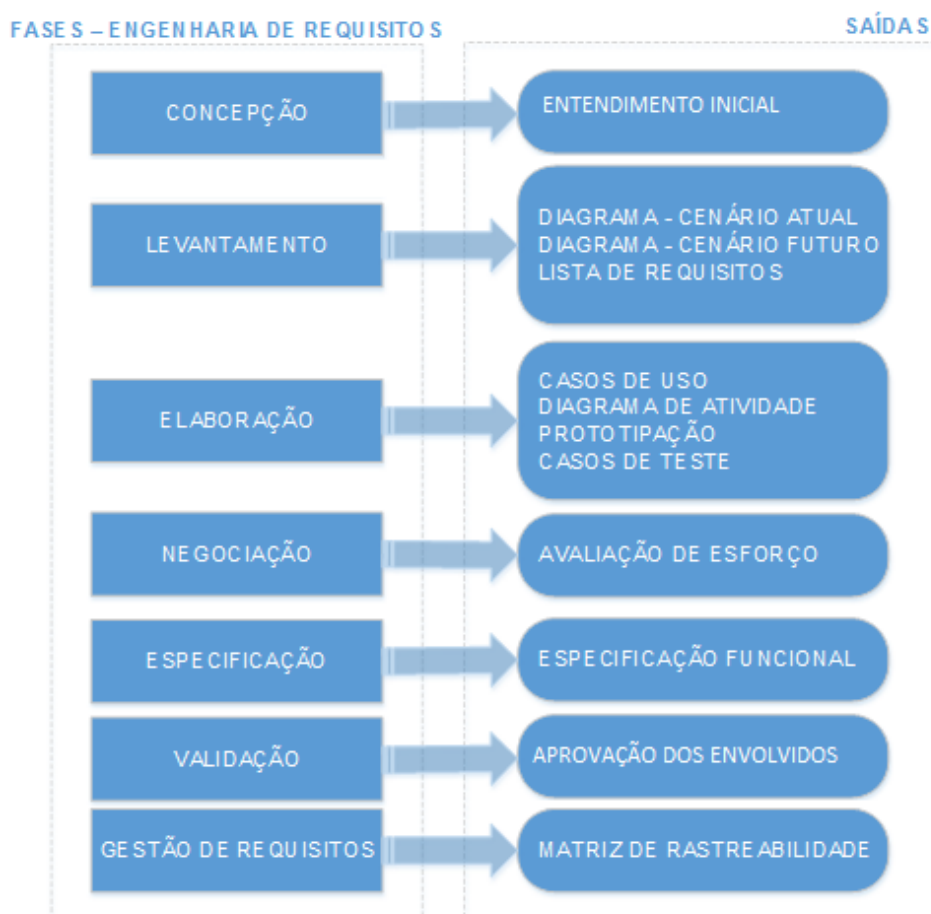 FASES – ENGENHARIA DE REQUISITOS
SAÍDAS
CONCEPÇÃO
ENTENDIMENTO INICIAL
LEVANTAMENTO
DIAGRAMA - CENÁRIO ATUAL
DIAGRAMA - CENÁRIO FUTURO
LISTA DE REQUISITOS
ELABORAÇÃO
CASOS DE USO
DIAGRAMA DE ATIVIDADE
PROTOTIPAÇÃO
CASOS DE TESTE
NEGOCIAÇÃO
AVALIAÇÃO DE ESFORÇO
ESPECIFICAÇÃO
ESPECIFICAÇÃO FUNCIONAL
VALIDAÇÃO
APROVAÇÃO DOS ENVOLVIDOS
GESTÃO DE REQUISITOS
MATRIZ DE RASTREABILIDADE